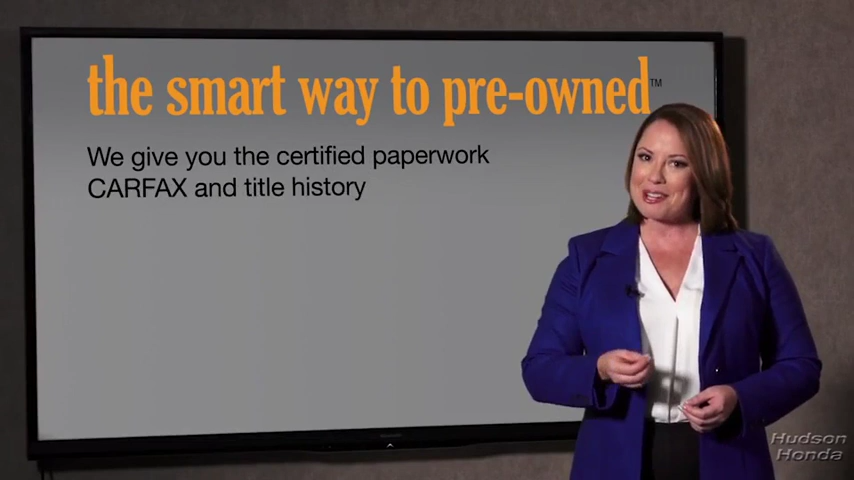 the smart way to pre-owned™
We give you the certified paperwork
CARFAX and title history
Hudson
Honda